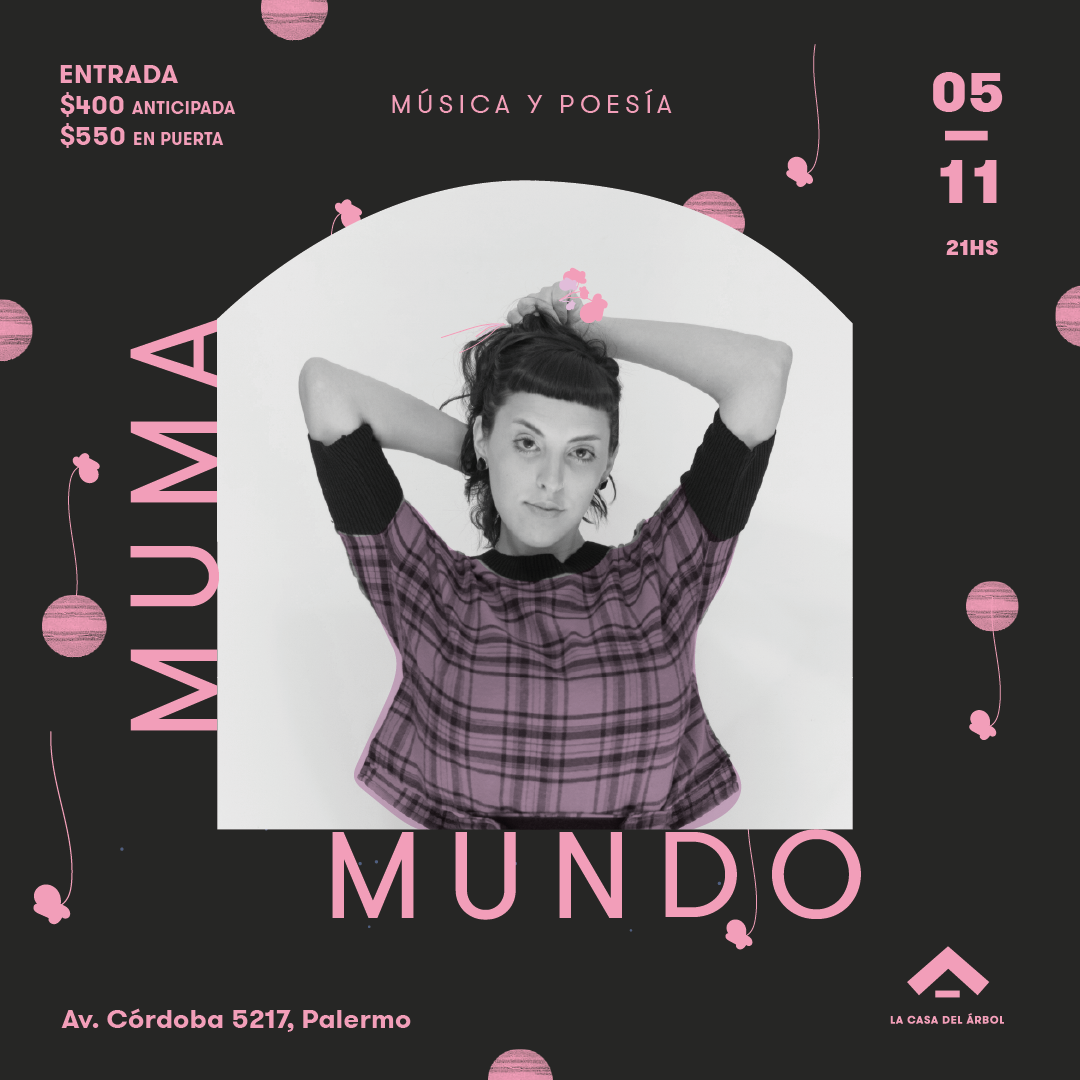 ENTRADA
$400 ANTICIPADA
$550 EN PUERTA
MÚSICA Y POESÍA
05
11
21HS
MUMA
MUNDO
Av. Córdoba 5217, Palermo
LA CASA DEL ÁRBOL